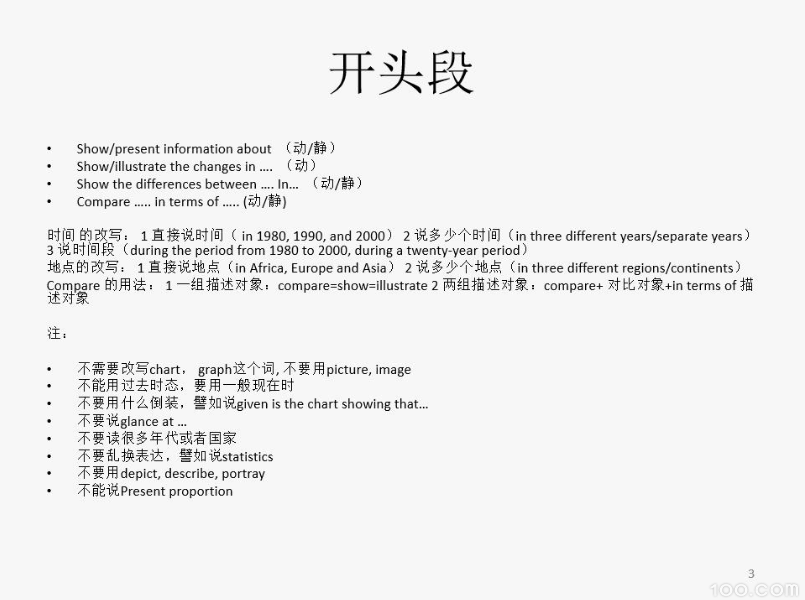 开头段
• Show/present information about （动/静）
• Show/illustrate the changes in .... （动）
• Show the differences between .... In... （动/静）
• Compare ..... in terms of ..... (动/静)
时间 的改写： 1 直接说时间（ in 1980, 1990, and 2000） 2 说多少个时间（in three different years/separate years）
3 说时间段（during the period from 1980 to 2000, during a twenty-year period）
地点的改写： 1 直接说地点（in Africa, Europe and Asia） 2 说多少个地点（in three different regions/continents）
Compare 的用法： 1 一组描述对象：compare=show=illustrate 2 两组描述对象：compare+ 对比对象+in terms of 描
述对象
注：
• 不需要改写chart， graph这个词, 不要用picture, image
• 不能用过去时态，要用一般现在时
• 不要用什么倒装，譬如说given is the chart showing that...
• 不要说glance at ...
• 不要读很多年代或者国家
• 不要乱换表达，譬如说statistics
• 不要用depict, describe, portray
• 不能说Present proportion
3
100.com